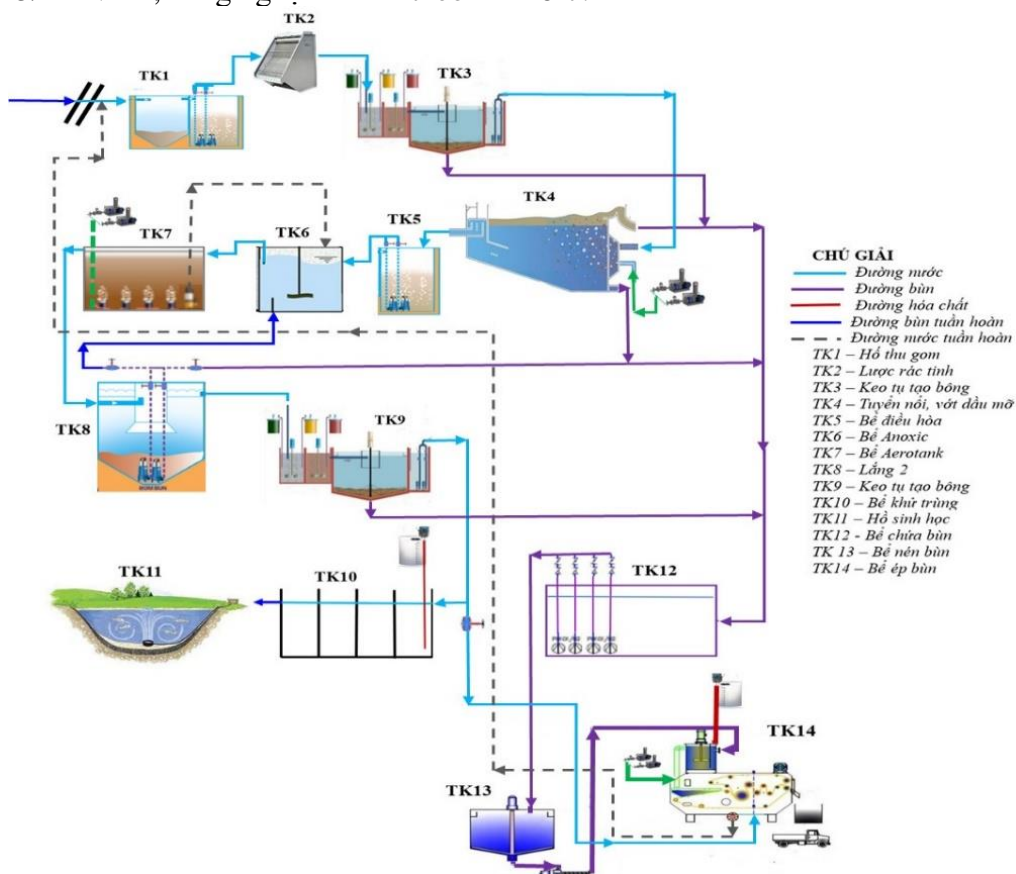 TK2
TK1
TK3
TK4
TK7
TK6
TK5
CHÚ GIẢI
Đường nước
Đường bùn
Đường hóa chất
Đường bùn tuần hoàn
Đường nước tuần hoàn
TK1 – Hố thu gom
TK2 – Lược rác tinh
TK3 – Keo tụ tạo bông
TK4 – Tuyển nổi, vớt dầu mỡ
TK5 – Bể điều hòa
TK6 – Bể Anoxic
TK7 – Bể Aerotank
TK8 – Lắng 2
TK9 – Keo tụ tạo bông
TK10 – Bể khử trùng
TK11 – Hồ sinh học
TK12 - Bể chứa bùn
TK 13 – Bể nén bùn
TK14 – Bể ép bùn
TK8
TK9
TK11
TK10
TK12
TK14
TK13